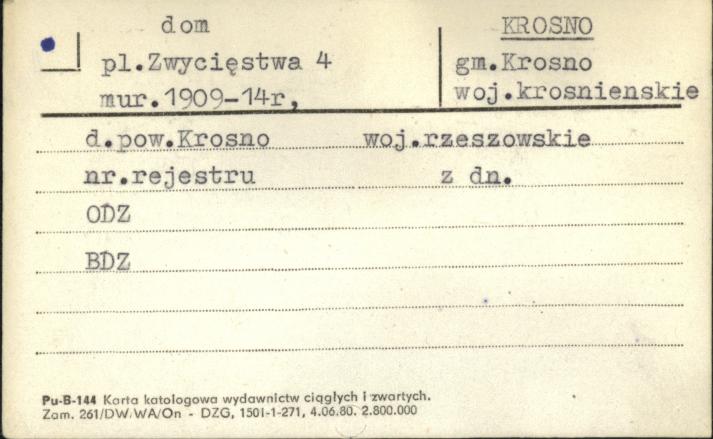 dom
pl.Zwycięstwa 4
mur.1909-14r,
KROSNO
gm.Krosno
woj.krosnienskie
d.pow.Krosno woj.rzeszowskie
nr.rejestru z dn.
ODZ
BDZ
Pu-B-144 Karta katologowa wydawnictw ciągłych i zwartych.
Zam. 261/DW/WA/On - DZG, 1501-1-271, 4.06.80. 2.800.000